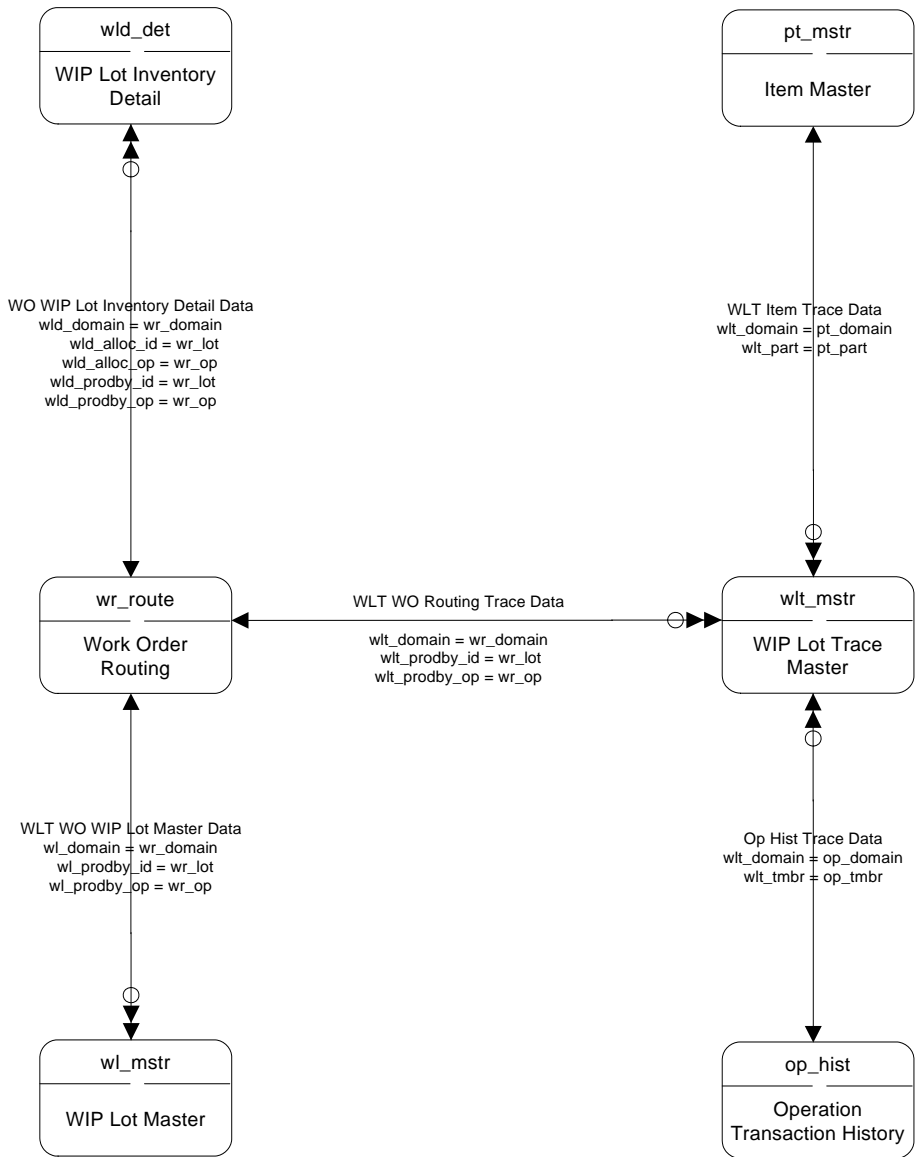 wld_det
WIP Lot Inventory
Detail
pt_mstr
Item Master
WO WIP Lot Inventory Detail Data
wld_domain = wr_domain
wld_alloc_id = wr_lot
wld_alloc_op = wr_op
wld_prodby_id = wr_lot
wld_prodby_op = wr_op
WLT Item Trace Data
wlt_domain = pt_domain
wlt_part = pt_part
wr_route
Work Order
Routing
WLT WO Routing Trace Data
wlt_domain = wr_domain
wlt_prodby_id = wr_lot
wlt_prodby_op = wr_op
wlt_mstr
WIP Lot Trace
Master
WLT WO WIP Lot Master Data
wl_domain = wr_domain
wl_prodby_id = wr_lot
wl_prodby_op = wr_op
Op Hist Trace Data
wlt_domain = op_domain
wlt_tmbr = op_tmbr
wl_mstr
WIP Lot Master
op_hist
Operation
Transaction History